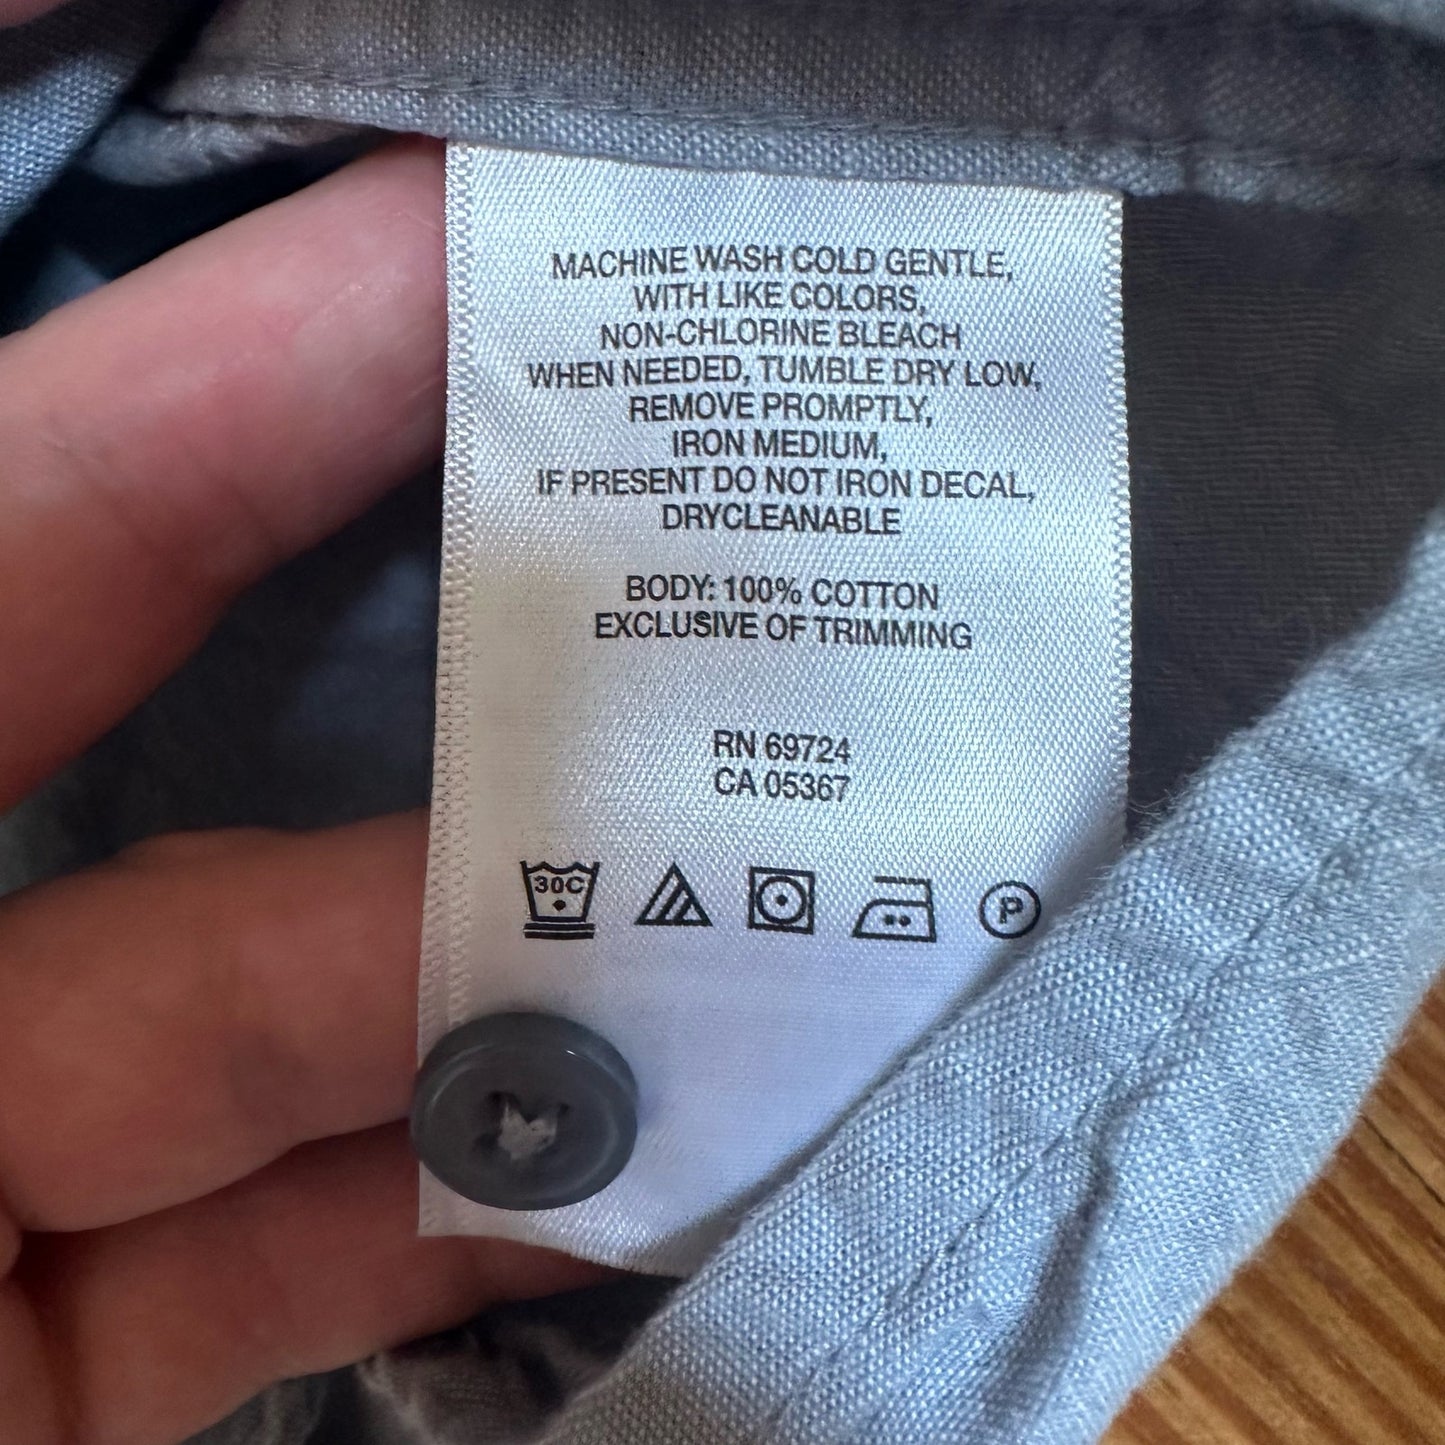 MACHINE WASH COLD GENTLE,
WITH LIKE COLORS,
NON-CHLORINE BLEACH
WHEN NEEDED, TUMBLE DRY LOW,
REMOVE PROMPTLY,
IRON MEDIUM,
IF PRESENT DO NOT IRON DECAL,
DRYCLEANABLE
BODY: 100% COTTON
EXCLUSIVE OF TRIMMING
RN 69724
CA 05367
30C P